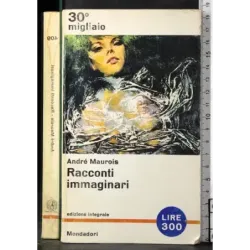 30°
migliaio
André Maurois
Racconti
immaginari
edizione integrale
Mondadori
LIRE
300